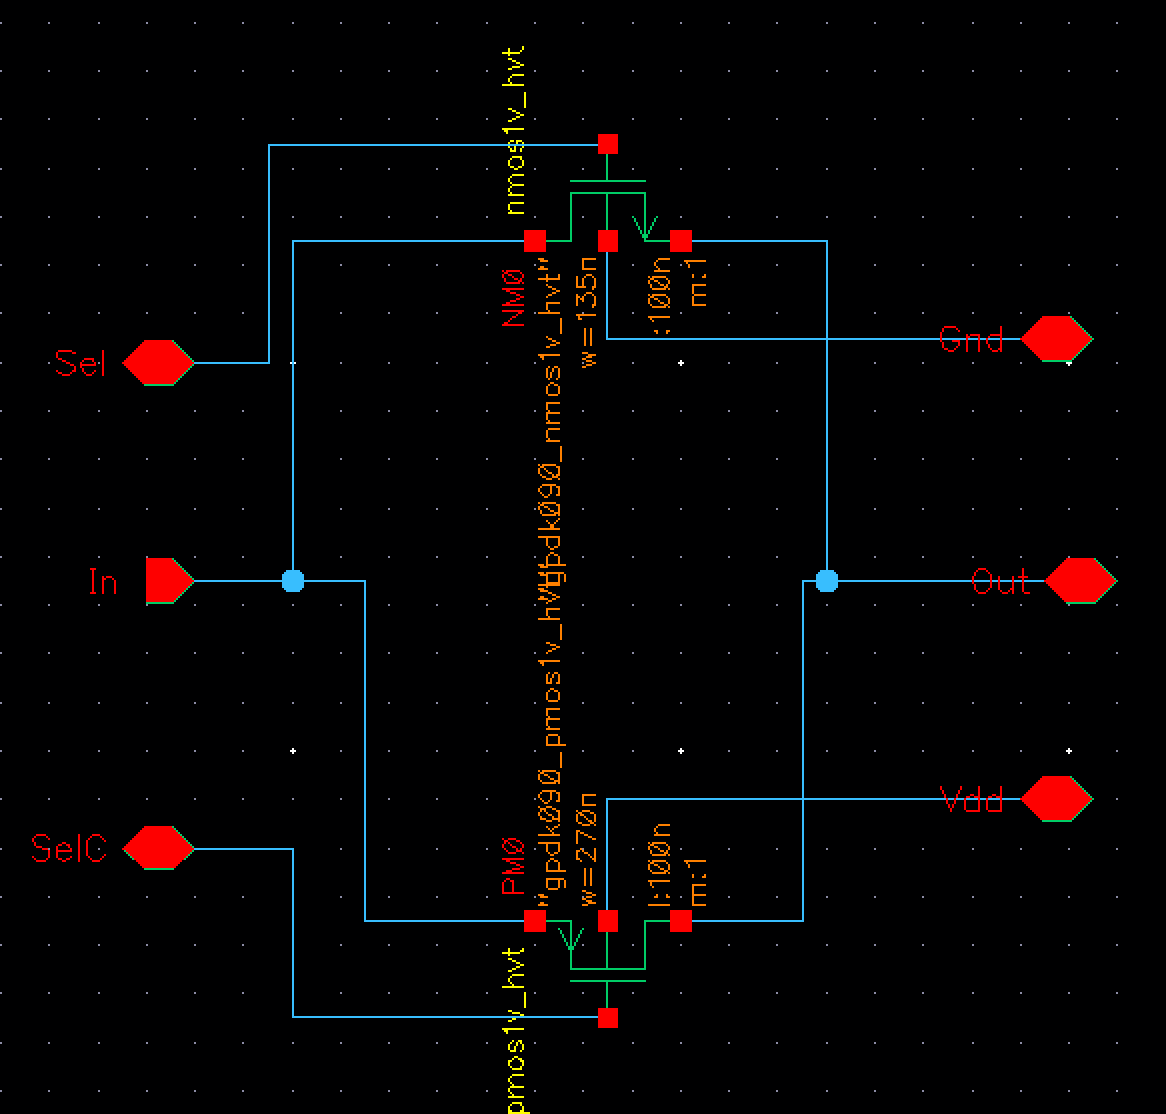 nmos1v_hvt
NM0
"gpdk090_nmos1v_hvt"
w=135n
:100n
m:1
Sel
Gnd
In
Out
SelC
Vdd
PM0
"gpdk090_pmos1v_hvt"
w=270n
l:100n
m:1
pmos1v_hvt